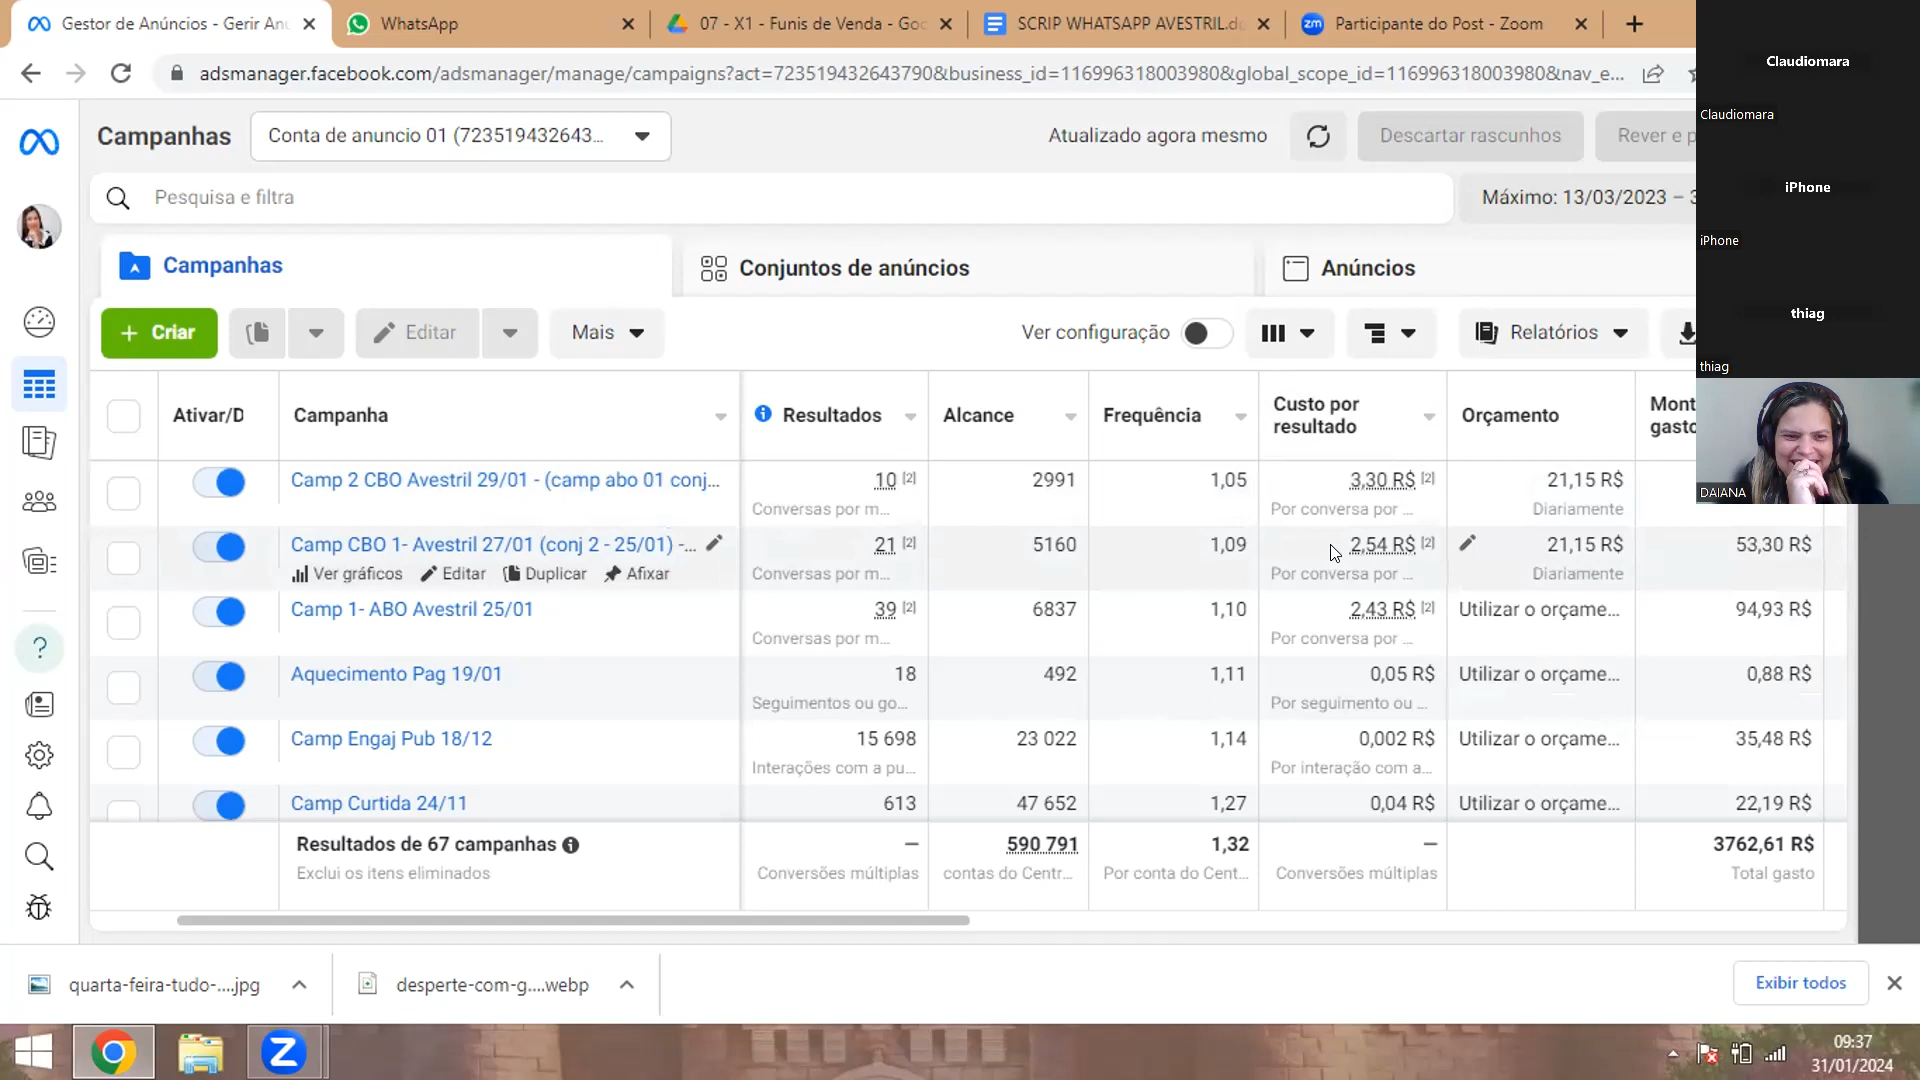 Gestor de Anúncios - Gerir Anú
WhatsApp
07 - X1 - Funis de Venda - Goo
SCRIP WHATSAPP AVESTRIL.do
Participante do Post - Zoom
adsmanager.facebook.com/adsmanager/manage/campaigns?act=723519432643790&business_id=116996318003980&global_scope_id=116996318003980&nav_e...
Campanhas
Conta de anuncio 01 (723519432643...
Atualizado agora mesmo
Descartar rascunhos
Rever e p
Pesquisa e filtra
Máximo: 13/03/2023 – 3
Campanhas
Conjuntos de anúncios
Anúncios
+ Criar
Editar
Mais
Ver configuração
Relatórios
Ativar/D
Campanha
Resultados
Alcance
Frequência
Custo por resultado
Orçamento
Mont gasto
Camp 2 CBO Avestril 29/01 - (camp abo 01 conj...
10 [2]
2991
1,05
3,30 R$ [2]
21,15 R$
Conversas por m...
Por conversa por ...
Diariamente
Camp CBO 1- Avestril 27/01 (conj 2 - 25/01) -...
21 [2]
5160
1,09
2,54 R$ [2]
21,15 R$
53,30 R$
Ver gráficos
Editar
Duplicar
Afixar
Conversas por m...
Por conversa por ...
Diariamente
Camp 1- ABO Avestril 25/01
39 [2]
6837
1,10
2,43 R$ [2]
Utilizar o orçame...
94,93 R$
Conversas por m...
Por conversa por ...
Aquecimento Pag 19/01
18
492
1,11
0,05 R$
Utilizar o orçame...
0,88 R$
Seguimentos ou go...
Por seguimento ou ...
Camp Engaj Pub 18/12
15 698
23 022
1,14
0,002 R$
Utilizar o orçame...
35,48 R$
Interações com a pu...
Por interação com a...
Camp Curtida 24/11
613
47 652
1,27
0,04 R$
Utilizar o orçame...
22,19 R$
Resultados de 67 campanhas
—
590 791
1,32
—
3762,61 R$
Exclui os itens eliminados
Conversões múltiplas
contas do Centr...
Por conta do Cent...
Conversões múltiplas
Total gasto
Claudiomara
Claudiomara
iPhone
iPhone
thiag
thiag
DAIANA
quarta-feira-tudo-....jpg
desperte-com-g....webp
Exibir todos
09:37
31/01/2024